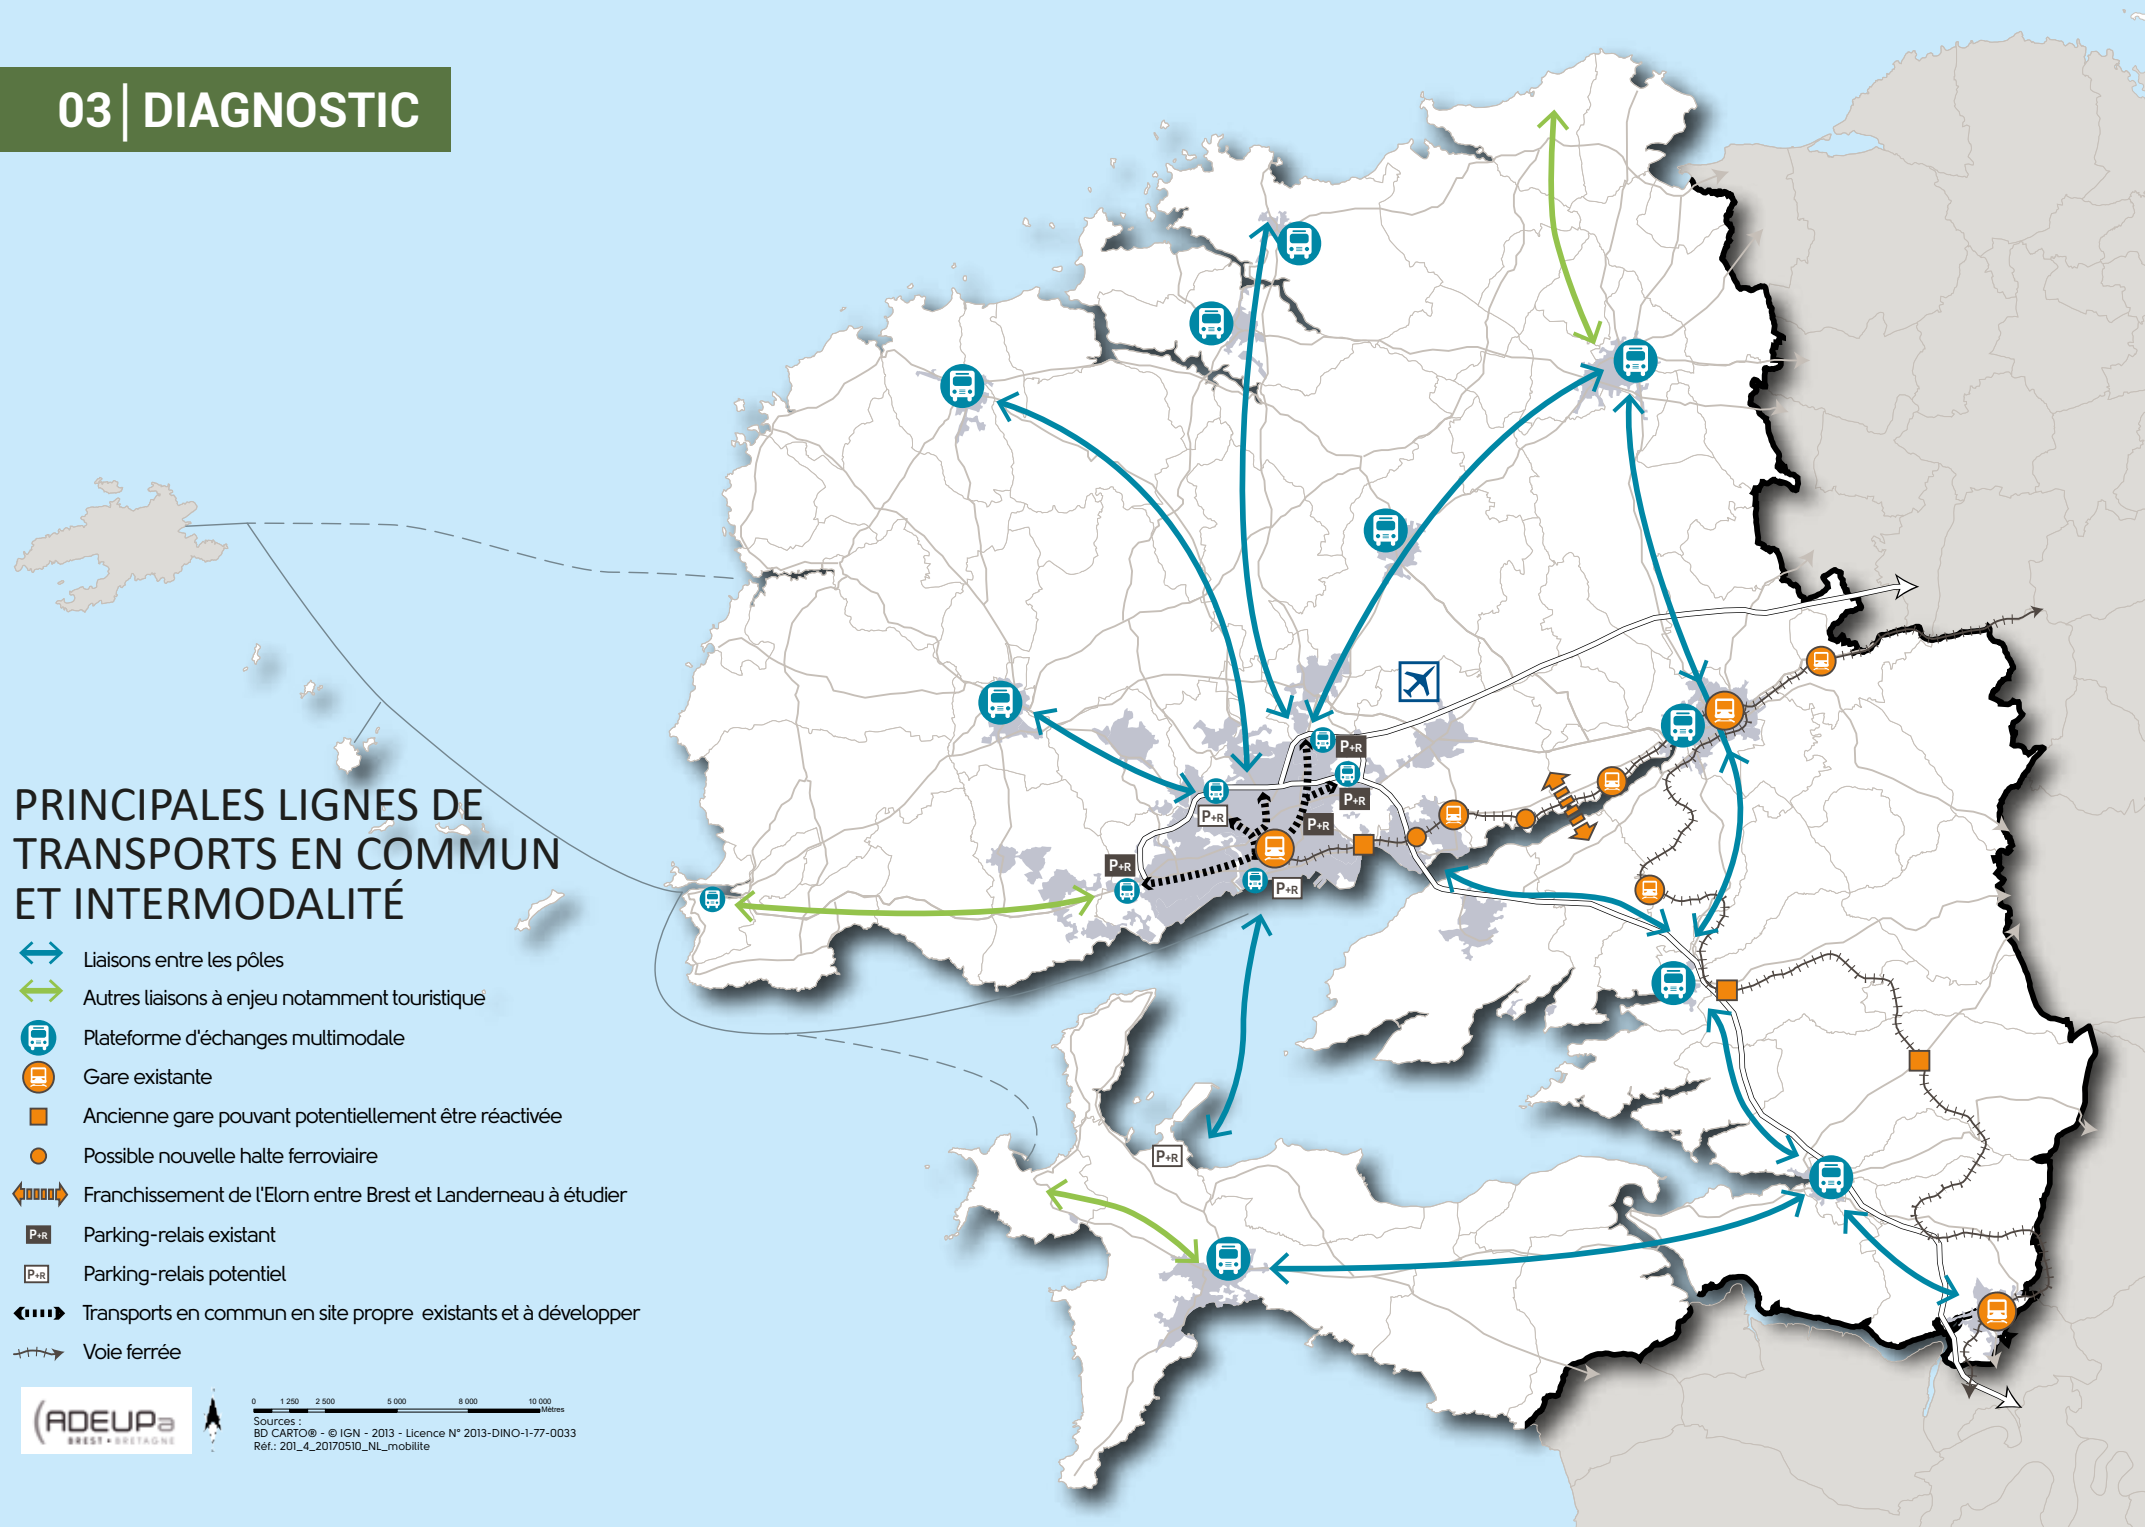 03 | DIAGNOSTIC
P+R
P+R
P+R
P+R
P+R
P+R
P+R
PRINCIPALES LIGNES DE
TRANSPORTS EN COMMUN
ET INTERMODALITÉ
Liaisons entre les pôles
Autres liaisons à enjeu notamment touristique
Plateforme d'échanges multimodale
Gare existante
Ancienne gare pouvant potentiellement être réactivée
Possible nouvelle halte ferroviaire
Franchissement de l'Elorn entre Brest et Landerneau à étudier
P+R Parking-relais existant
P+R Parking-relais potentiel
Transports en commun en site propre existants et à développer
Voie ferrée
ADEUPa
BREST • BRETAGNE
0 1 250 2 500 5 000 8 000 10 000
Mètres
Sources :
BD CARTO® - © IGN - 2013 - Licence N° 2013-DINO-1-77-0033
Réf.: 201_4_20170510_NL_mobilite